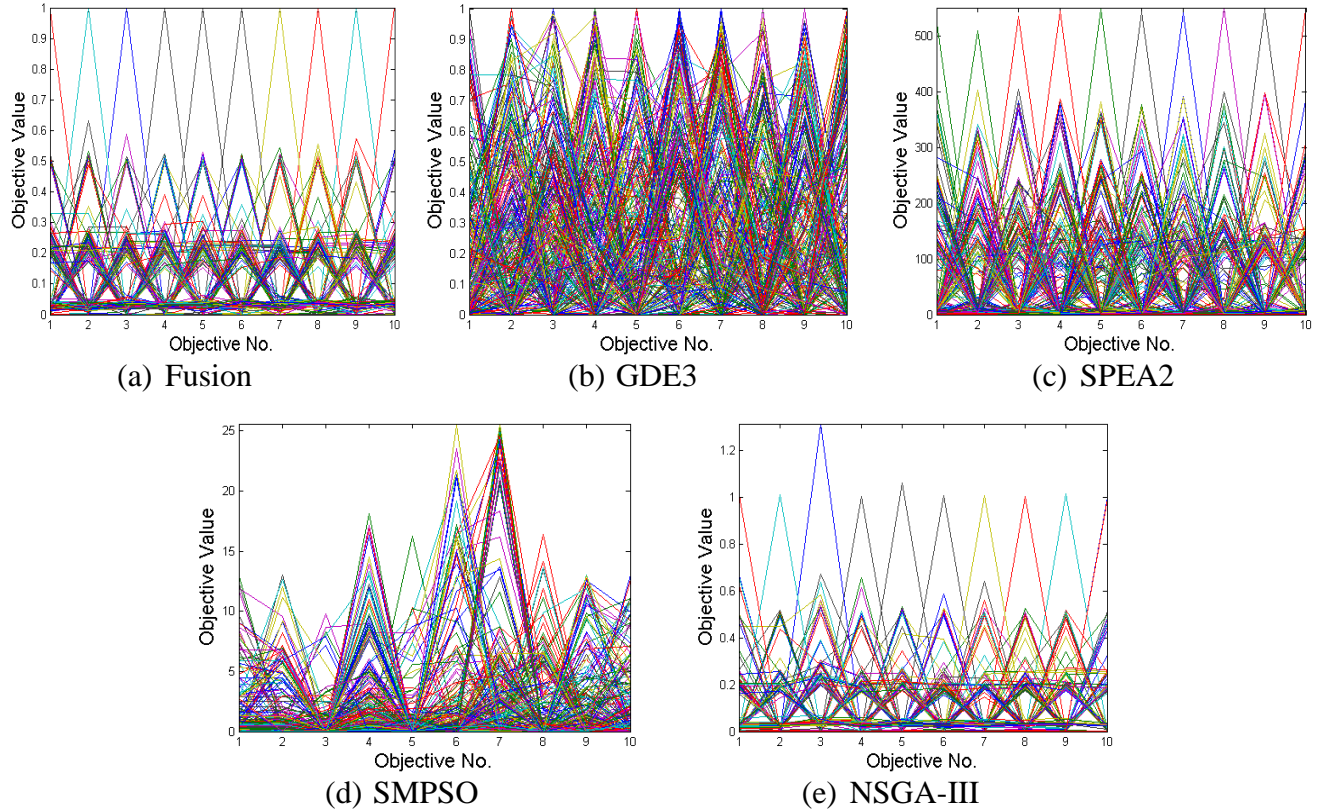 1
0.9
0.8
0.7
0.6
0.5
0.4
0.3
0.2
0.1
0
Objective Value
1 2 3 4 5 6 7 8 9 10
Objective No.
(a) Fusion
1
0.9
0.8
0.7
0.6
0.5
0.4
0.3
0.2
0.1
0
Objective Value
1 2 3 4 5 6 7 8 9 10
Objective No.
(b) GDE3
500
400
300
200
100
0
Objective Value
1 2 3 4 5 6 7 8 9 10
Objective No.
(c) SPEA2
25
20
15
10
5
0
Objective Value
1 2 3 4 5 6 7 8 9 10
Objective No.
(d) SMPSO
1.2
1
0.8
0.6
0.4
0.2
0
Objective Value
1 2 3 4 5 6 7 8 9 10
Objective No.
(e) NSGA-III